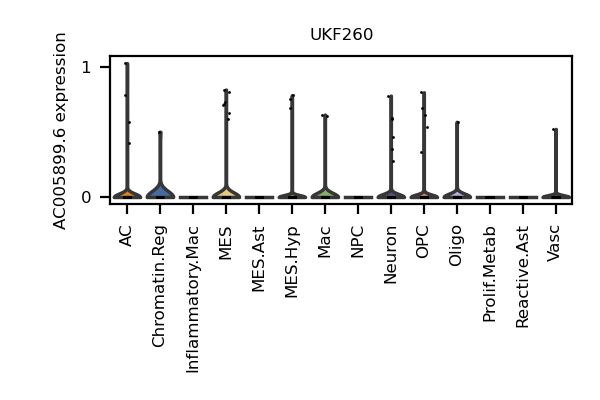 UKF260
AC005899.6 expression
1
0
AC
Chromatin.Reg
Inflammatory.Mac
MES
MES.Ast
MES.Hyp
Mac
NPC
Neuron
OPC
Oligo
Prolif.Metab
Reactive.Ast
Vasc